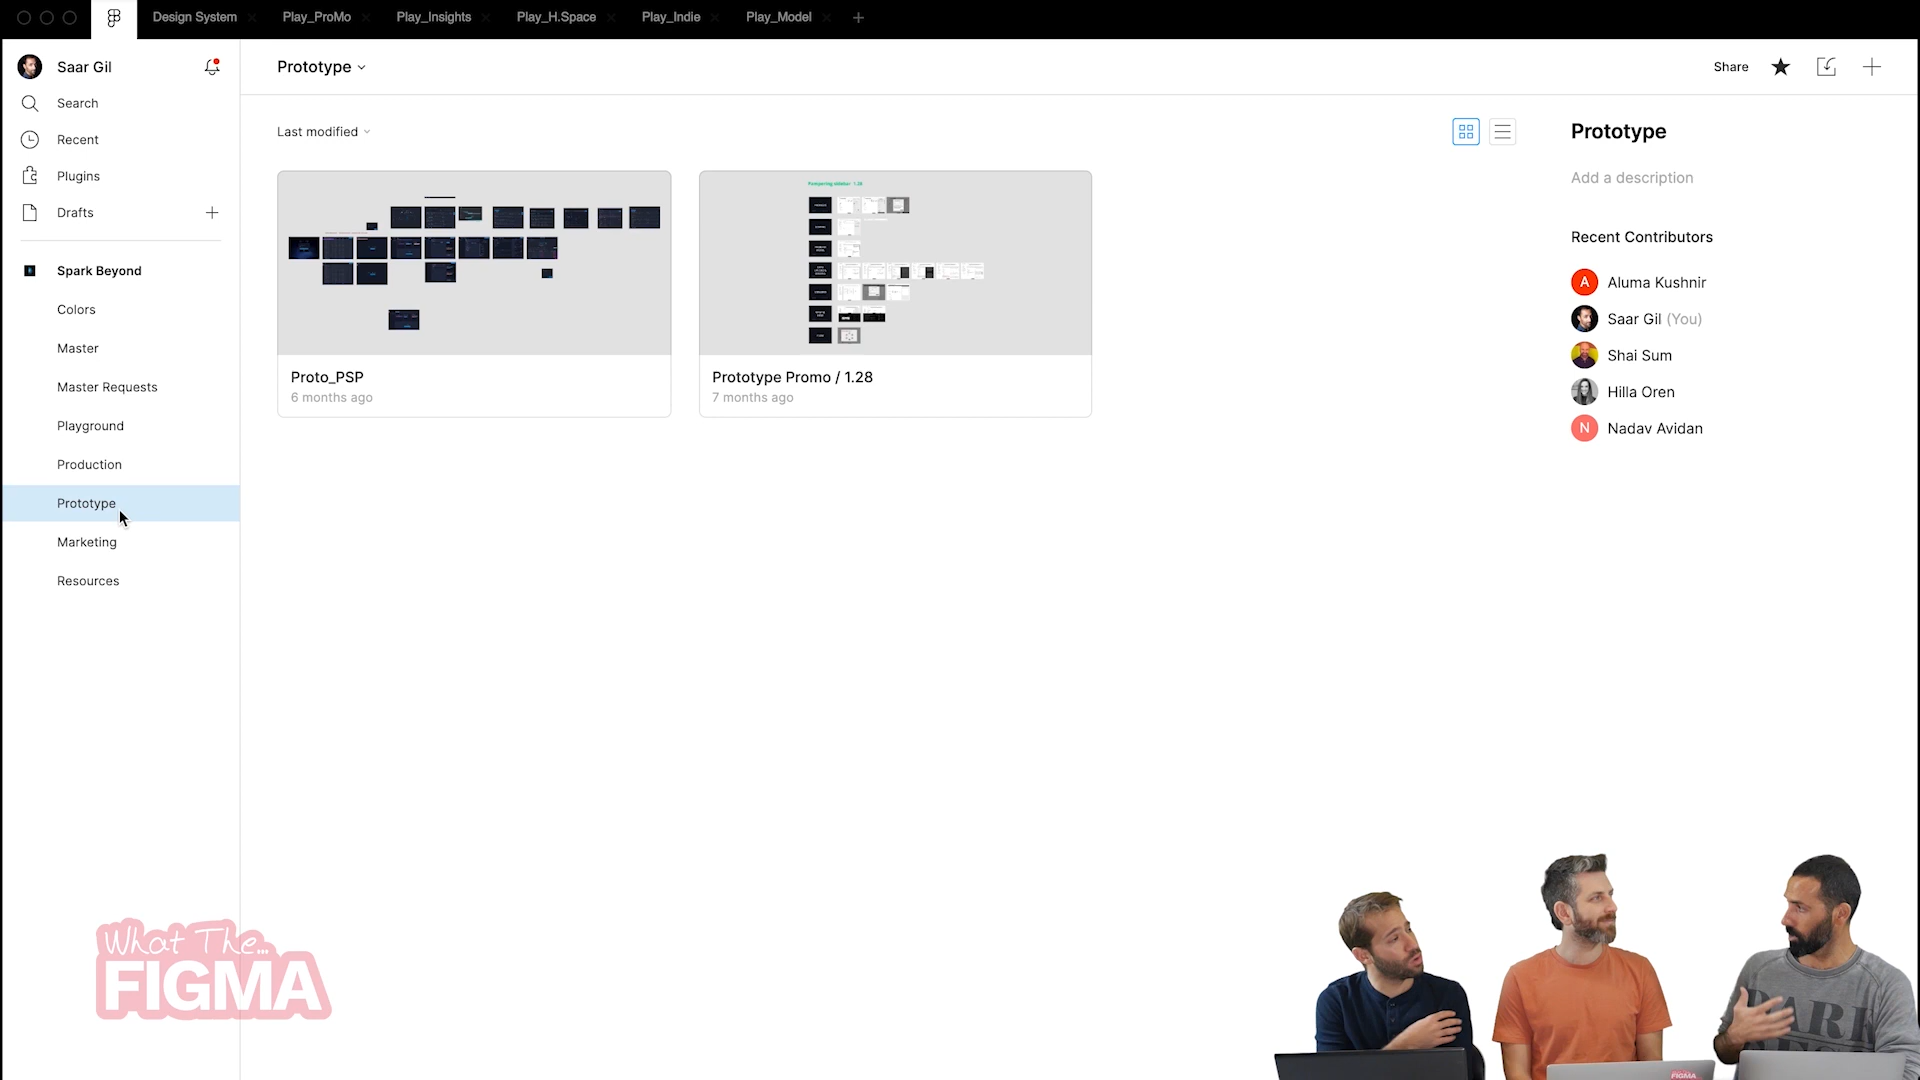 Design System
Play_ProMo
Play_Insights
Play_H.Space
Play_Indie
Play_Model
Saar Gil
Search
Recent
Plugins
Drafts
Spark Beyond
Colors
Master
Master Requests
Playground
Production
Prototype
Marketing
Resources
Prototype
Share
Last modified
Proto_PSP
6 months ago
Prototype Promo / 1.28
7 months ago
Prototype
Add a description
Recent Contributors
A
Aluma Kushnir
Saar Gil (You)
Shai Sum
Hilla Oren
N
Nadav Avidan
What The...
FIGMA
FIGMA